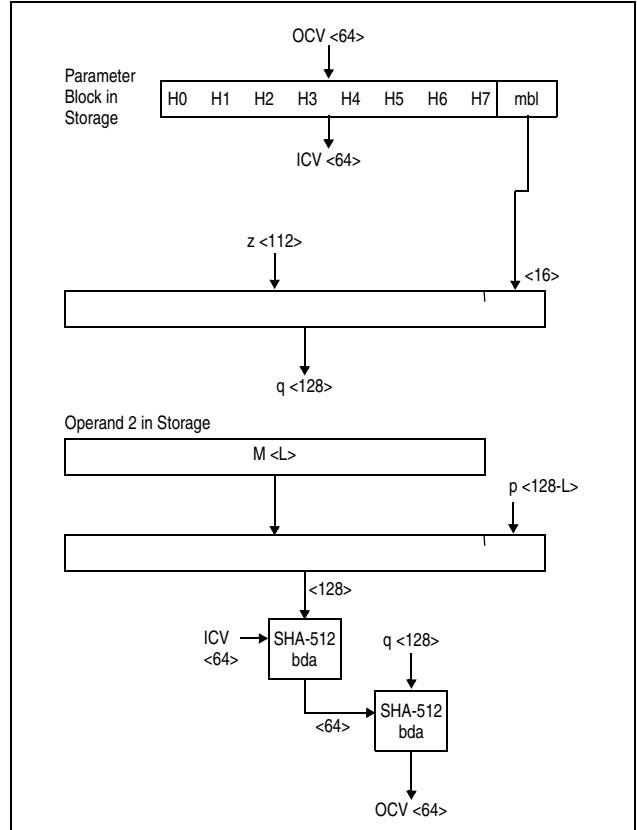 OCV <64>
Parameter
Block in
Storage
H0 H1 H2 H3 H4 H5 H6 H7 mbl
ICV <64>
z <112>
<16>
q <128>
Operand 2 in Storage
M <L>
p <128-L>
<128>
ICV
<64>
SHA-512
bda
q <128>
<64>
SHA-512
bda
OCV <64>